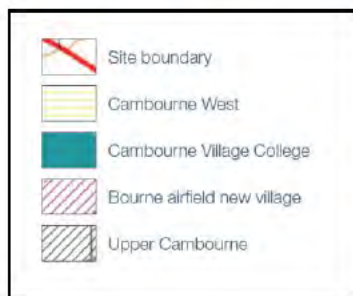 Site boundary
Cambourne West
Cambourne Village College
Bourne airfield new village
Upper Cambourne